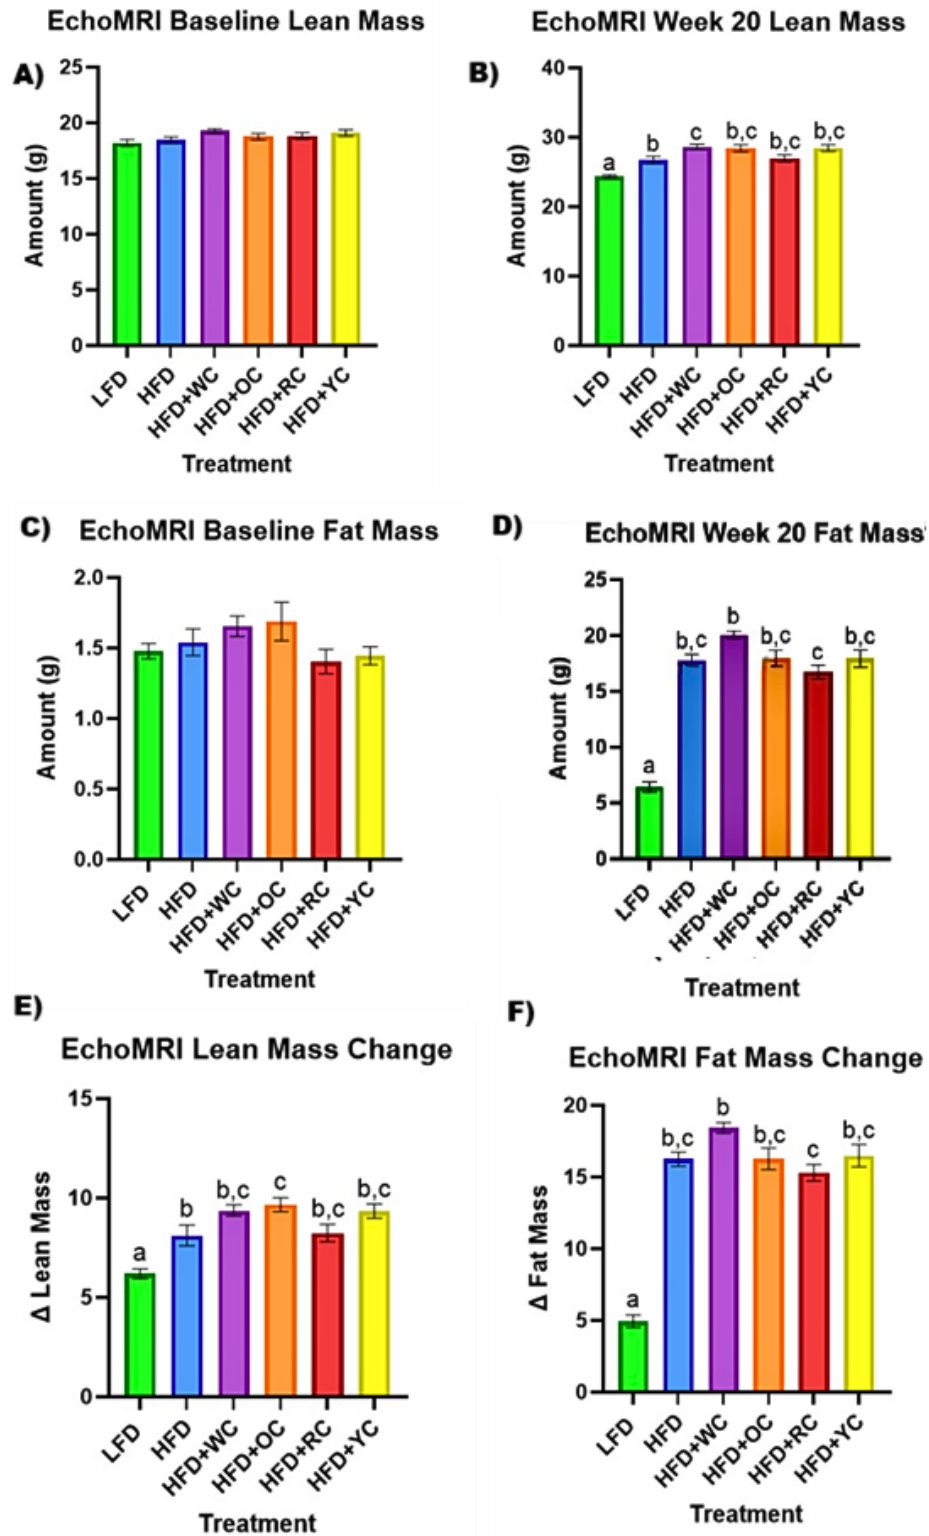 EchoMRI Baseline Lean Mass
A)
Amount (g)
25
20
15
10
5
0
LFD
HFD
HFD+WC
HFD+OC
HFD+RC
HFD+YC
Treatment
EchoMRI Week 20 Lean Mass
B)
Amount (g)
40
30
20
10
0
a
b
c
b,c
b,c
b,c
LFD
HFD
HFD+WC
HFD+OC
HFD+RC
HFD+YC
Treatment
C)
EchoMRI Baseline Fat Mass
Amount (g)
2.0
1.5
1.0
0.5
0.0
LFD
HFD
HFD+WC
HFD+OC
HFD+RC
HFD+YC
Treatment
D)
EchoMRI Week 20 Fat Mass
Amount (g)
25
20
15
10
5
0
a
b,c
b
b,c
c
b,c
LFD
HFD
HFD+WC
HFD+OC
HFD+RC
HFD+YC
Treatment
E)
EchoMRI Lean Mass Change
Δ Lean Mass
15
10
5
0
a
b
b,c
c
b,c
b,c
LFD
HFD
HFD+WC
HFD+OC
HFD+RC
HFD+YC
Treatment
F)
EchoMRI Fat Mass Change
Δ Fat Mass
20
15
10
5
0
a
b,c
b
b,c
c
b,c
LFD
HFD
HFD+WC
HFD+OC
HFD+RC
HFD+YC
Treatment